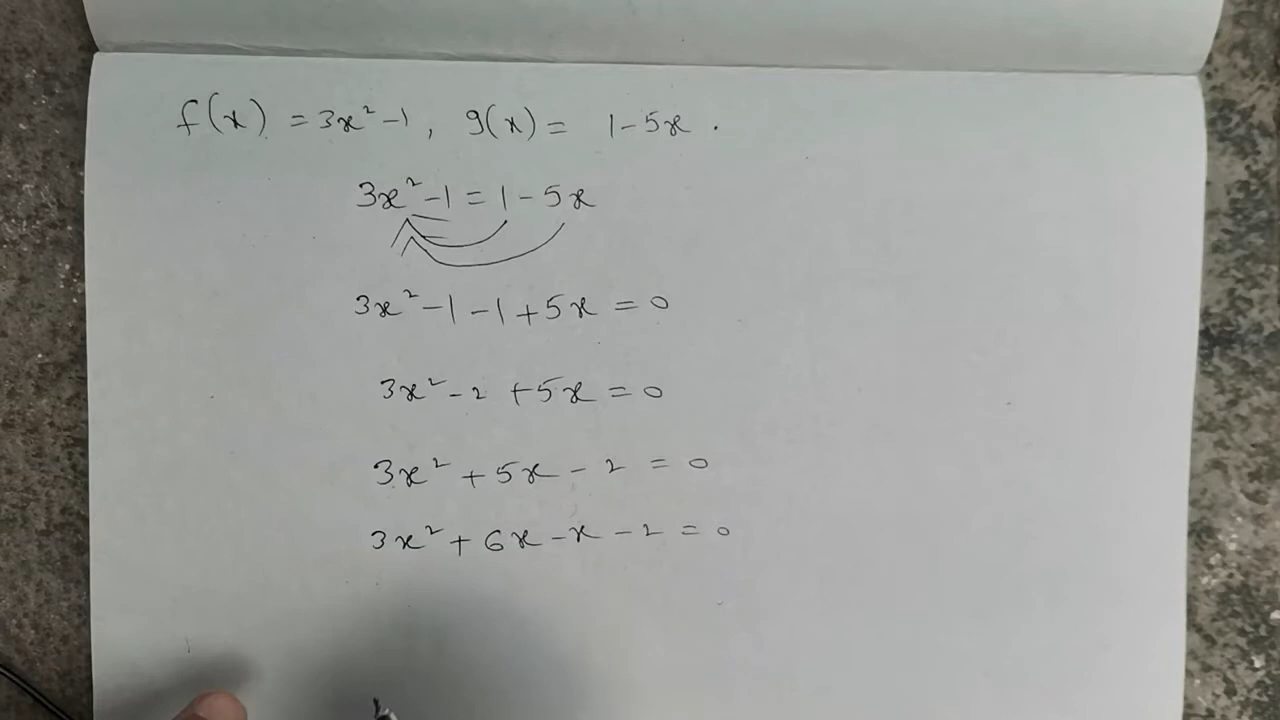 f(x) = 3x² - 1, g(x) = 1 - 5x.
3x² - 1 = 1 - 5x
3x² - 1 - 1 + 5x = 0
3x² - 2 + 5x = 0
3x² + 5x - 2 = 0
3x² + 6x - x - 2 = 0